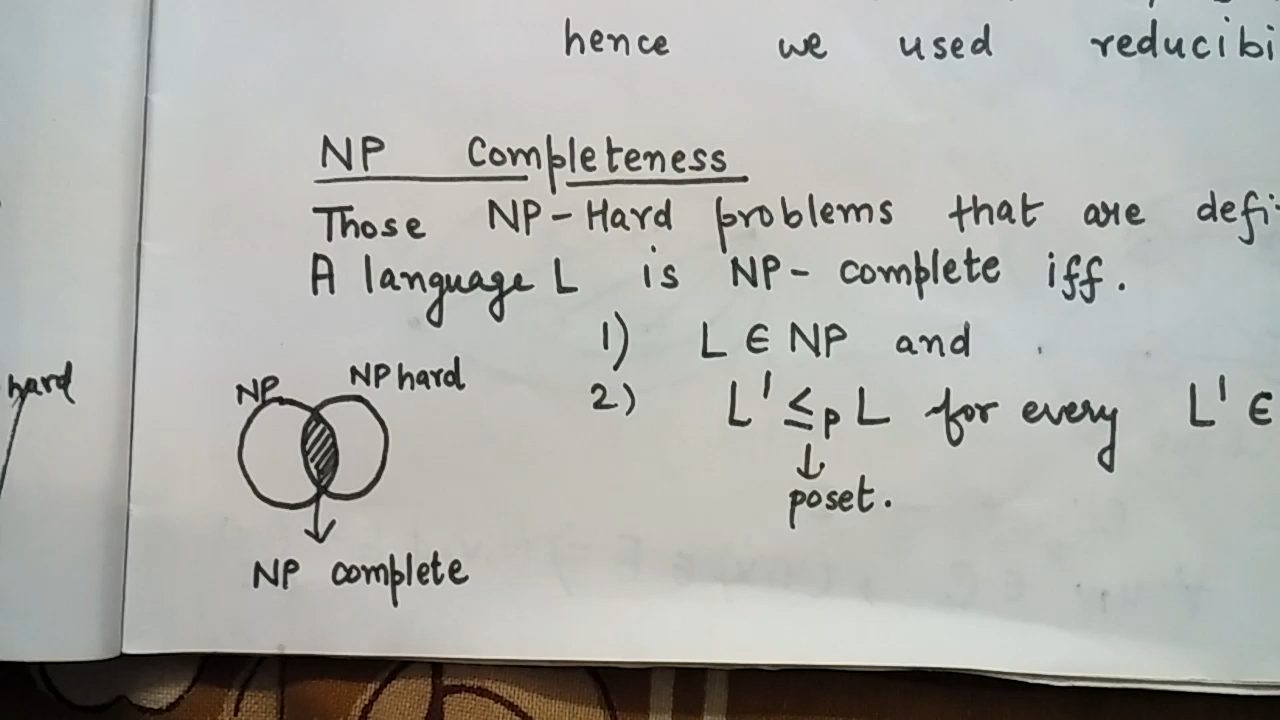 hence we used reducibi
NP Completeness
Those NP-Hard problems that are defi
A language L is NP- complete iff.
1) L ∈ NP and
2) L' ≤p L for every L' ∈
↓
poset.
hard
NP NP hard
NP complete